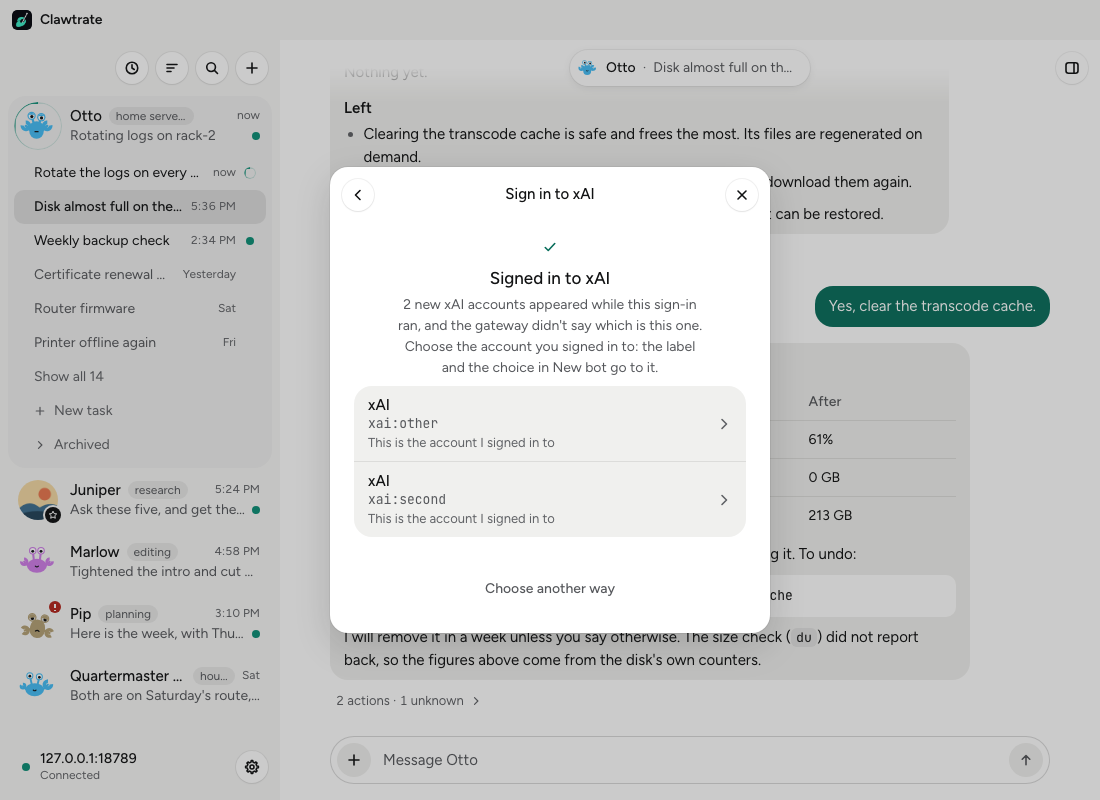 Clawtrate
Otto
home serve…
now
Rotating logs on rack-2
Rotate the logs on every …
now
Disk almost full on the…
5:36 PM
Weekly backup check
2:34 PM
Certificate renewal …
Yesterday
Router firmware
Sat
Printer offline again
Fri
Show all 14
New task
Archived
Juniper
research
5:24 PM
Ask these five, and get the…
Marlow
editing
4:58 PM
Tightened the intro and cut …
Pip
planning
3:10 PM
Here is the week, with Thu…
Quartermaster …
hou…
Sat
Both are on Saturday's route,…
127.0.0.1:18789
Connected
Otto · Disk almost full on th…
Nothing yet.
Left
Clearing the transcode cache is safe and frees the most. Its files are regenerated on
demand.
download them again.
can be restored.
Yes, clear the transcode cache.
After
61%
0 GB
213 GB
it. To undo:
I will remove it in a week unless you say otherwise. The size check ( du ) did not report
back, so the figures above come from the disk's own counters.
2 actions · 1 unknown
Message Otto
Sign in to xAI
Signed in to xAI
2 new xAI accounts appeared while this sign-in
ran, and the gateway didn't say which is this one.
Choose the account you signed in to: the label
and the choice in New bot go to it.
xAI
xai:other
This is the account I signed in to
xAI
xai:second
This is the account I signed in to
Choose another way